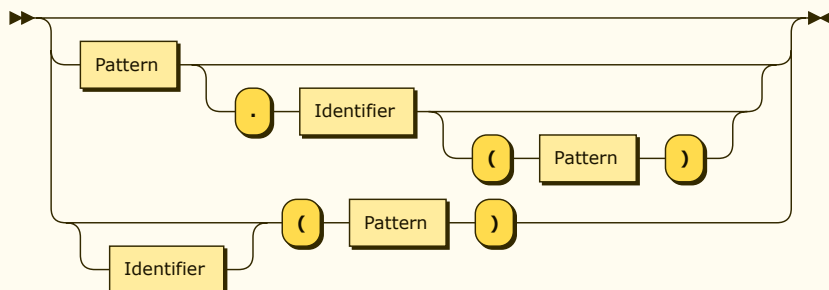 Pattern
. Identifier
( Pattern )
( Pattern )
Identifier